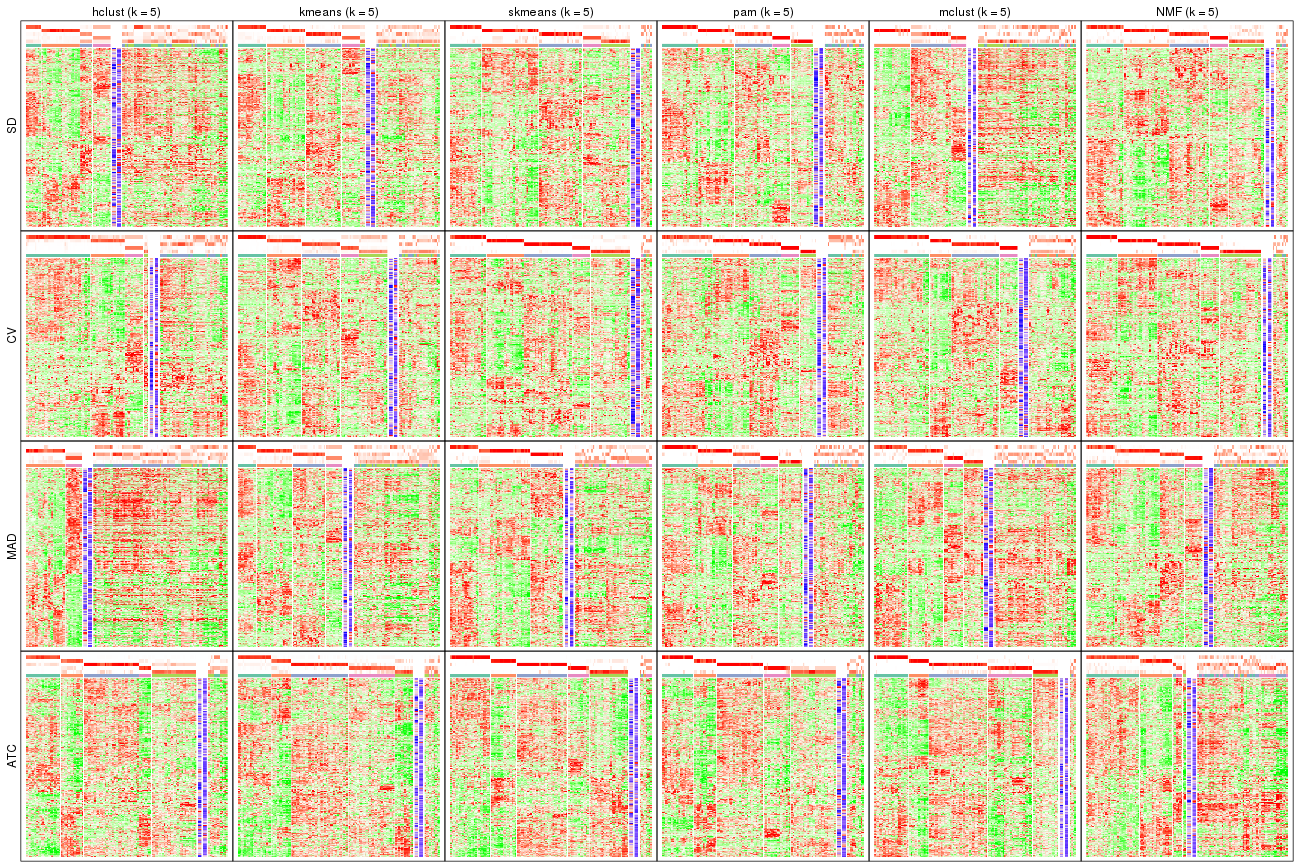 hclust (k = 5) kmeans (k = 5) skmeans (k = 5) pam (k = 5) mclust (k = 5) NMF (k = 5)
SD
CV
MAD
ATC